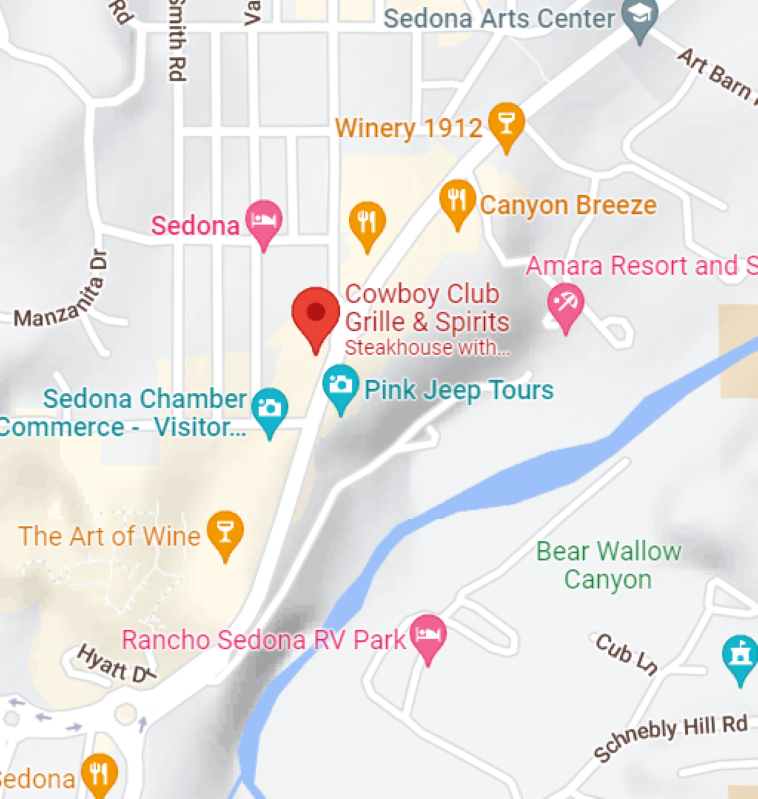 Rd
Smith Rd
Va
Sedona Arts Center
Art Barn
Winery 1912
Canyon Breeze
Sedona
Amara Resort and S
Manzanita Dr
Cowboy Club
Grille & Spirits
Steakhouse with...
Pink Jeep Tours
Sedona Chamber
Commerce - Visitor...
The Art of Wine
Bear Wallow
Canyon
Rancho Sedona RV Park
Cub Ln
Hyatt D
Schnebly Hill Rd
Sedona